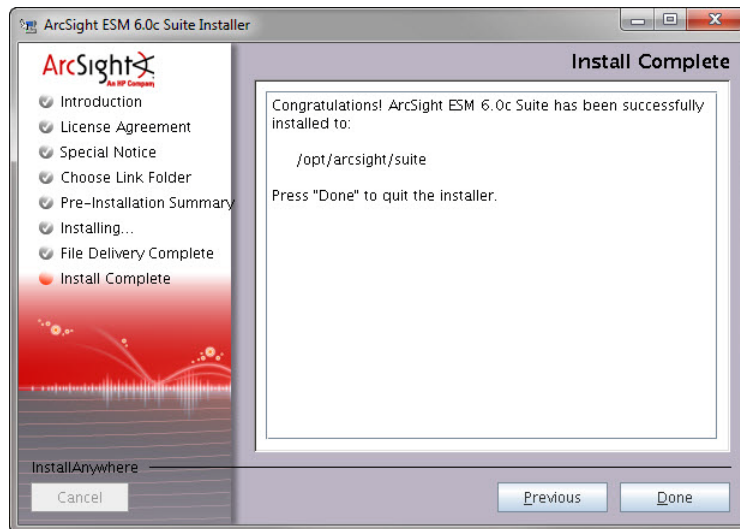 ArcSight ESM 6.0c Suite Installer
ArcSight
An HP Company
Install Complete
Introduction
License Agreement
Special Notice
Choose Link Folder
Pre-Installation Summary
Installing...
File Delivery Complete
Install Complete
Congratulations! ArcSight ESM 6.0c Suite has been successfully
installed to:
/opt/arcsight/suite
Press "Done" to quit the installer.
InstallAnywhere
Cancel
Previous
Done